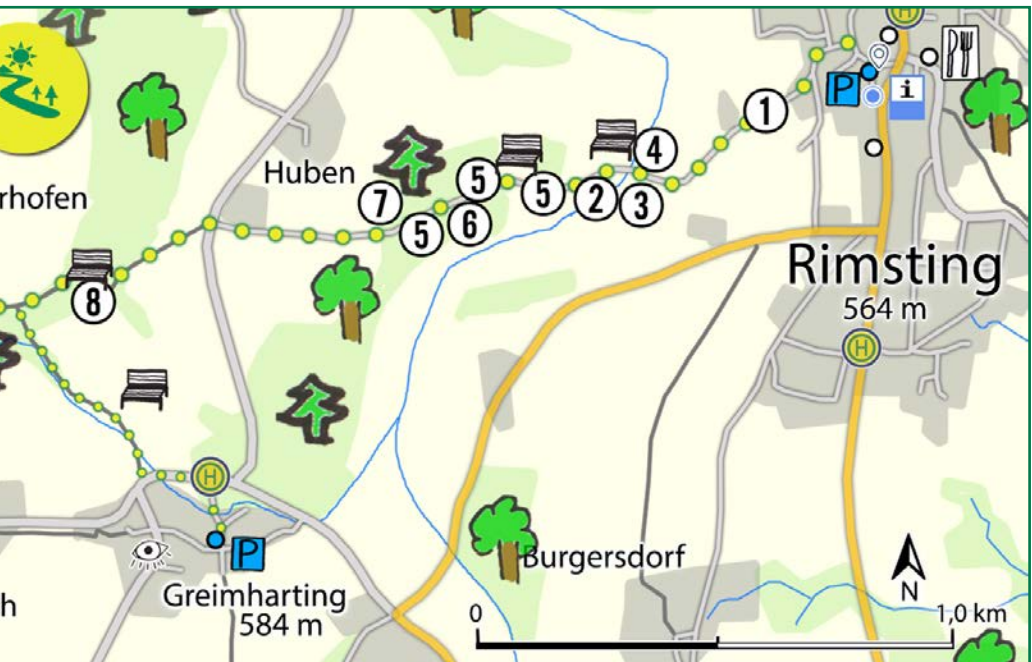 H
P
i
1
4
Huben
5
5
2
3
7
5
6
rhofen
Rimsting
564 m
8
H
H
P
Burgersdorf
Greimharting
584 m
h
N
0
1,0 km